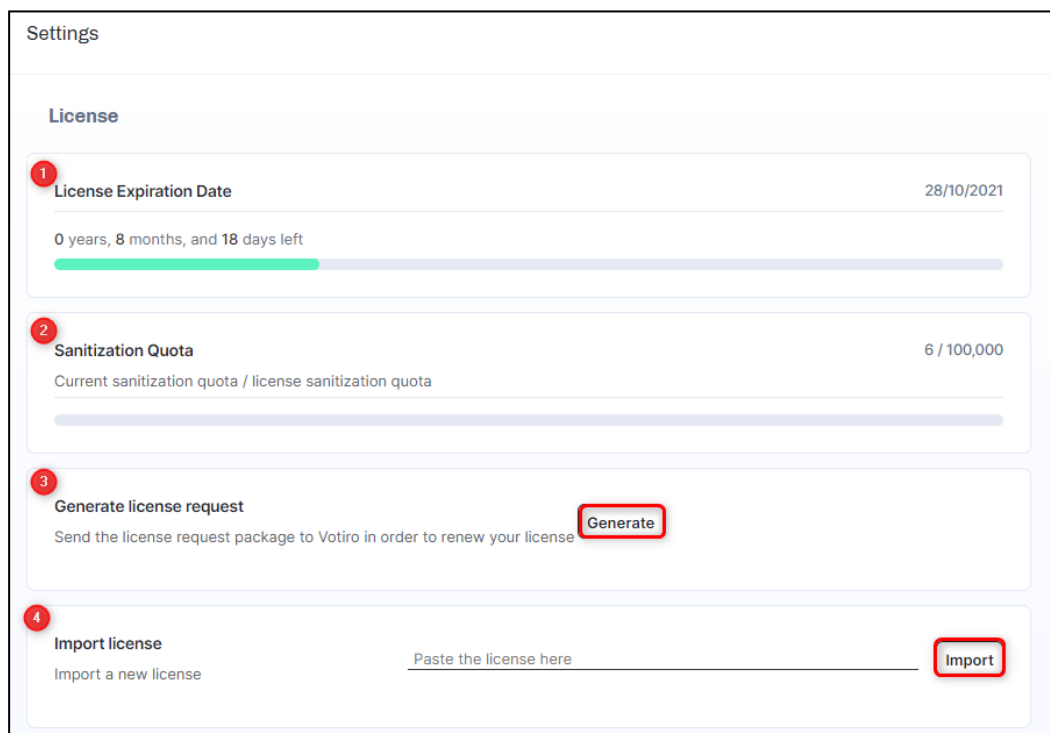 Settings
License
1
License Expiration Date 28/10/2021
0 years, 8 months, and 18 days left
2
Sanitization Quota 6 / 100,000
Current sanitization quota / license sanitization quota
3
Generate license request
Send the license request package to Votiro in order to renew your license Generate
4
Import license
Paste the license here Import
Import a new license